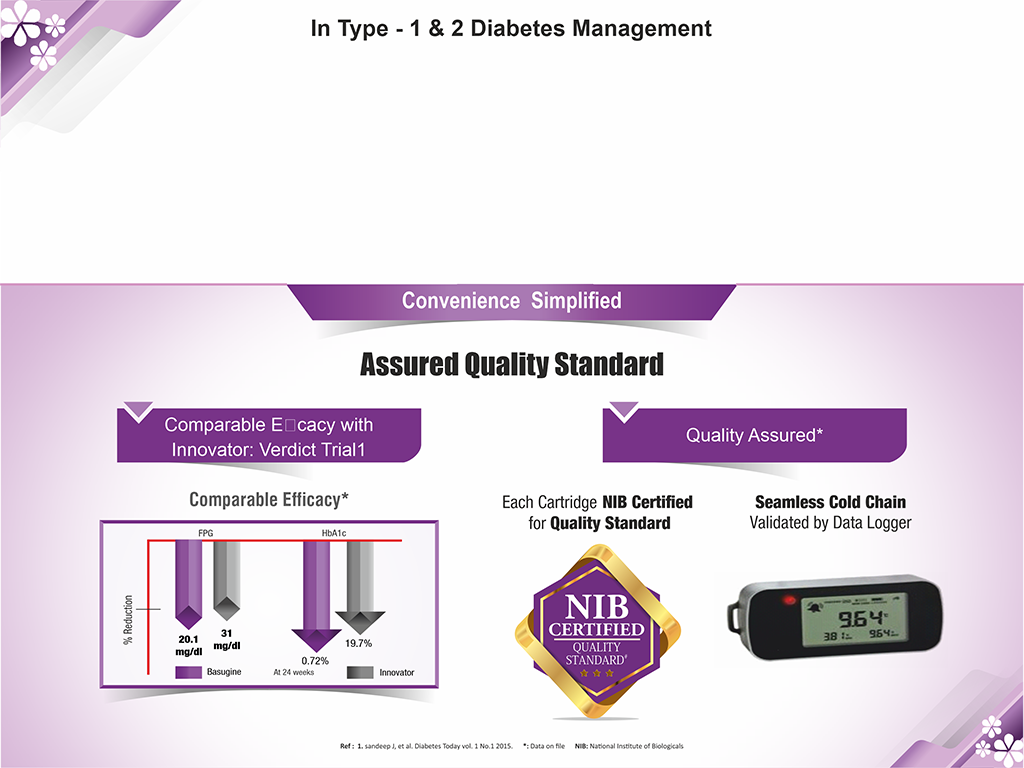 In Type - 1 & 2 Diabetes Management
Convenience Simplified
Assured Quality Standard
Comparable E□cacy with
Innovator: Verdict Trial1
Quality Assured*
Comparable Efficacy*
Each Cartridge NIB Certified
for Quality Standard
Seamless Cold Chain
Validated by Data Logger
FPG
HbA1c
% Reduction
20.1
mg/dl
31
mg/dl
0.72%
19.7%
Basugine
At 24 weeks
Innovator
NIB
CERTIFIED
QUALITY
STANDARD#
9.64
3.81
9.64
Ref : 1. sandeep J, et al. Diabetes Today vol. 1 No.1 2015. *: Data on file NIB: National Institute of Biologicals